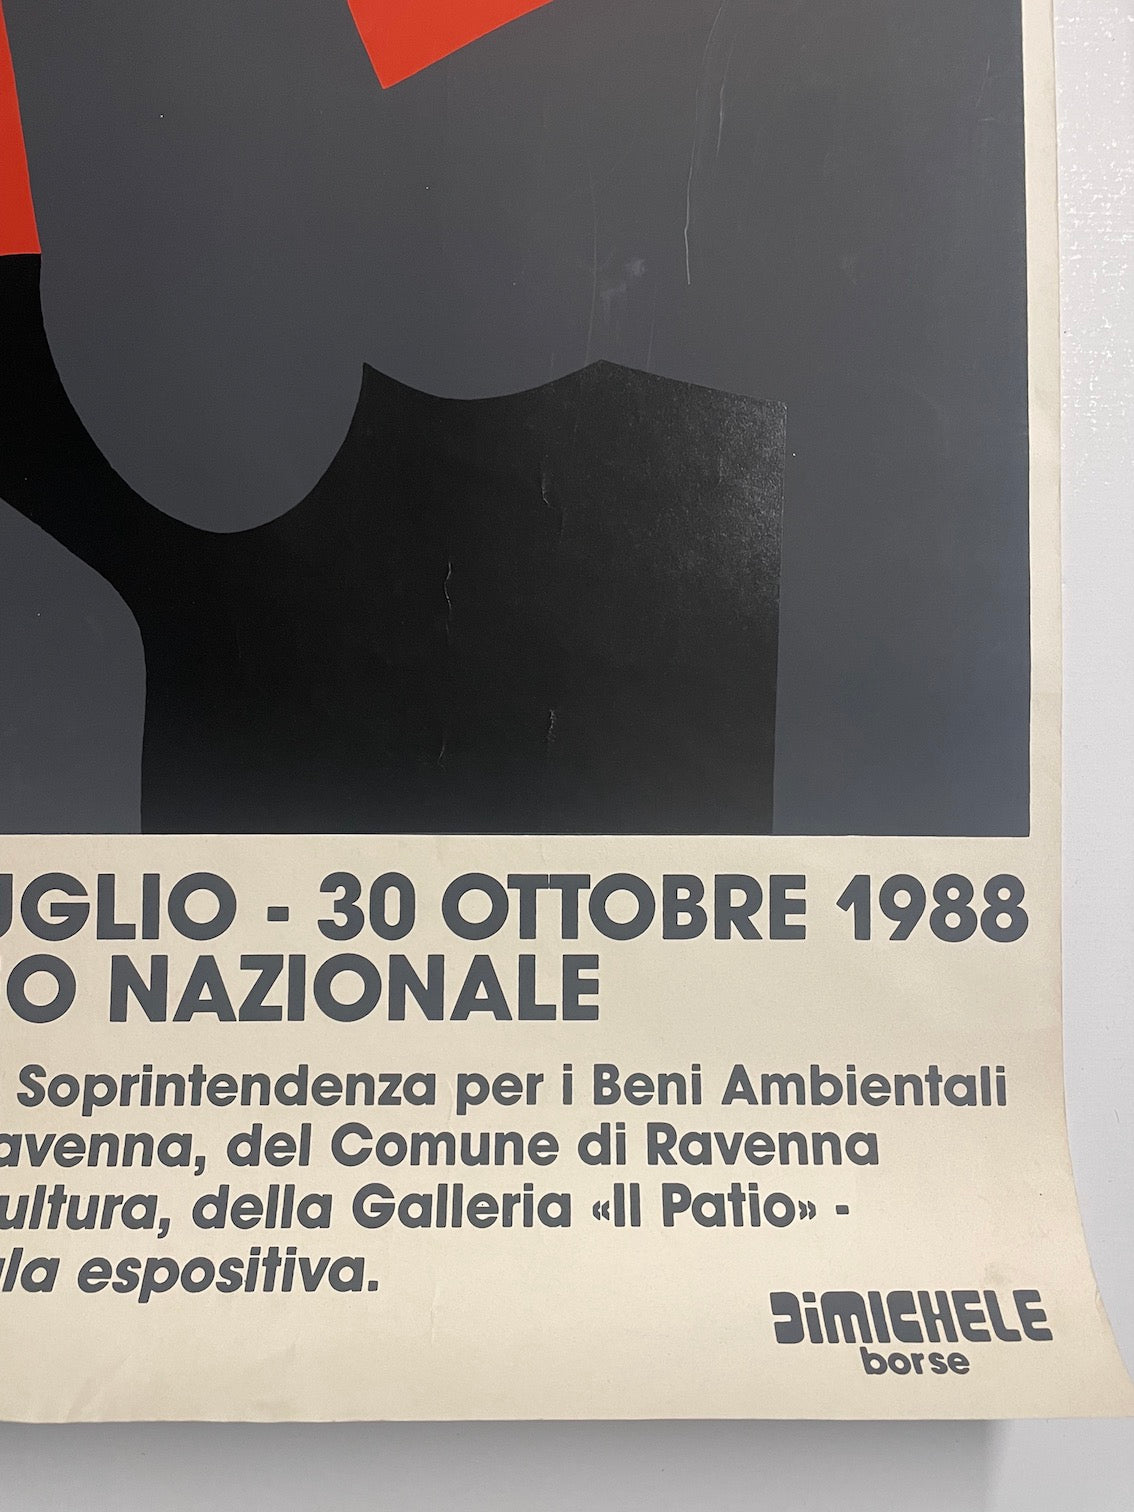 UGLIO - 30 OTTOBRE 1988
O NAZIONALE
Soprintendenza per i Beni Ambientali
avenna, del Comune di Ravenna
ultura, della Galleria «Il Patio» -
la espositiva.
DiMICHELE
borse